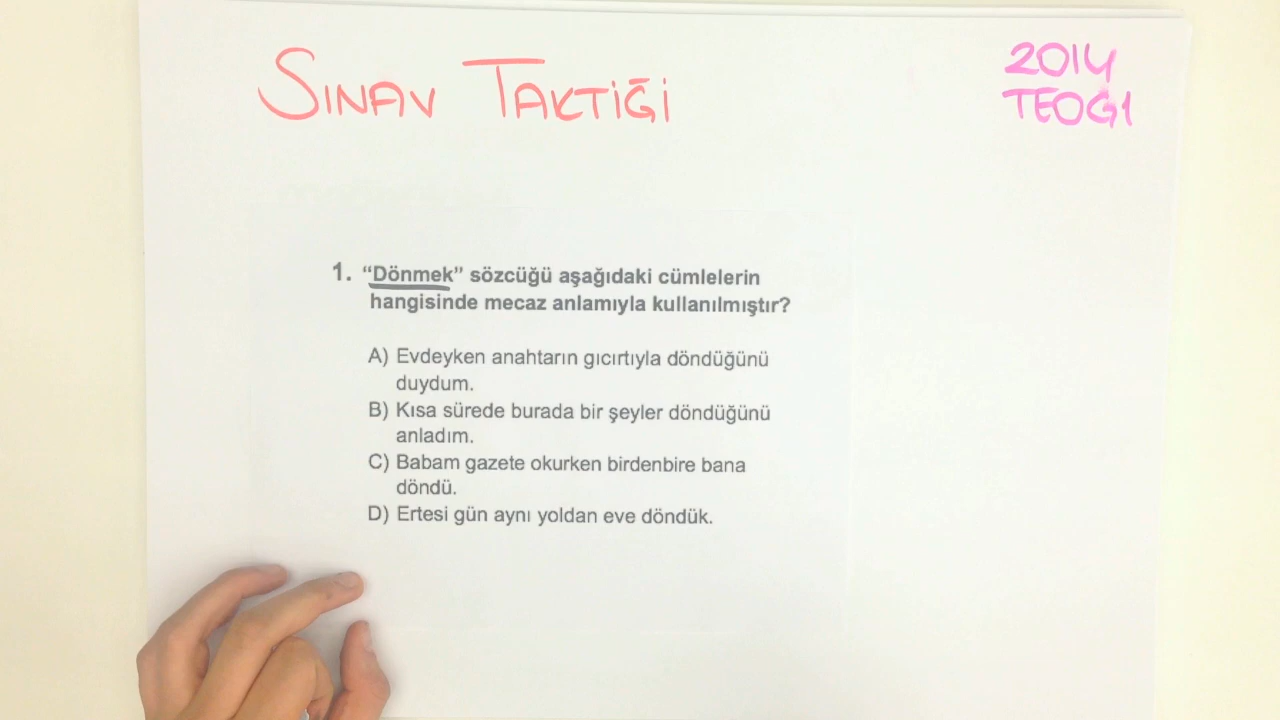 SINAV TAKTİĞİ
2014
TEOG1
1. "Dönmek" sözcüğü aşağıdaki cümlelerin
hangisinde mecaz anlamıyla kullanılmıştır?
A) Evdeyken anahtarın gıcırtıyla döndüğünü
duydum.
B) Kısa sürede burada bir şeyler döndüğünü
anladım.
C) Babam gazete okurken birdenbire bana
döndü.
D) Ertesi gün aynı yoldan eve döndük.